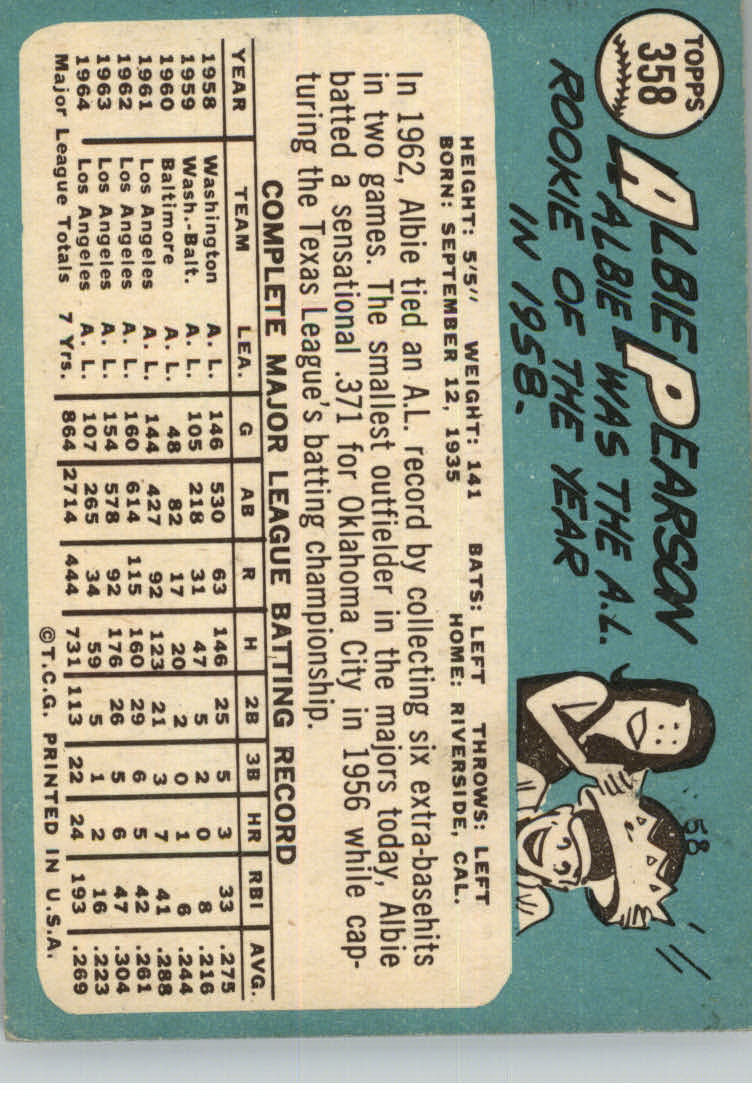 TOPPS
358
ALBIE PEARSON
ALBIE WAS THE A.L.
ROOKIE OF THE YEAR
IN 1958.
58
HEIGHT: 5'5" WEIGHT: 141 BATS: LEFT THROWS: LEFT
BORN: SEPTEMBER 12, 1935 HOME: RIVERSIDE, CAL.
In 1962, Albie tied an A.L. record by collecting six extra-basehits
in two games. The smallest outfielder in the majors today, Albie
batted a sensational .371 for Oklahoma City in 1956 while cap-
turing the Texas League's batting championship.
COMPLETE MAJOR LEAGUE BATTING RECORD
YEAR TEAM LEA. G AB R H 2B 3B HR RBI AVG.
1958 Washington A. L. 146 530 63 146 25 5 3 33 .275
1959 Wash.-Balt. A. L. 105 218 31 47 5 2 0 8 .216
1960 Baltimore A. L. 48 82 17 20 2 0 1 6 .244
1961 Los Angeles A. L. 144 427 92 123 21 3 7 41 .288
1962 Los Angeles A. L. 160 614 115 160 29 6 5 42 .261
1963 Los Angeles A. L. 154 578 92 176 26 5 6 47 .304
1964 Los Angeles A. L. 107 265 34 59 5 1 2 16 .223
Major League Totals 7 Yrs. 864 2714 444 731 113 22 24 193 .269
©T.C.G. PRINTED IN U.S.A.